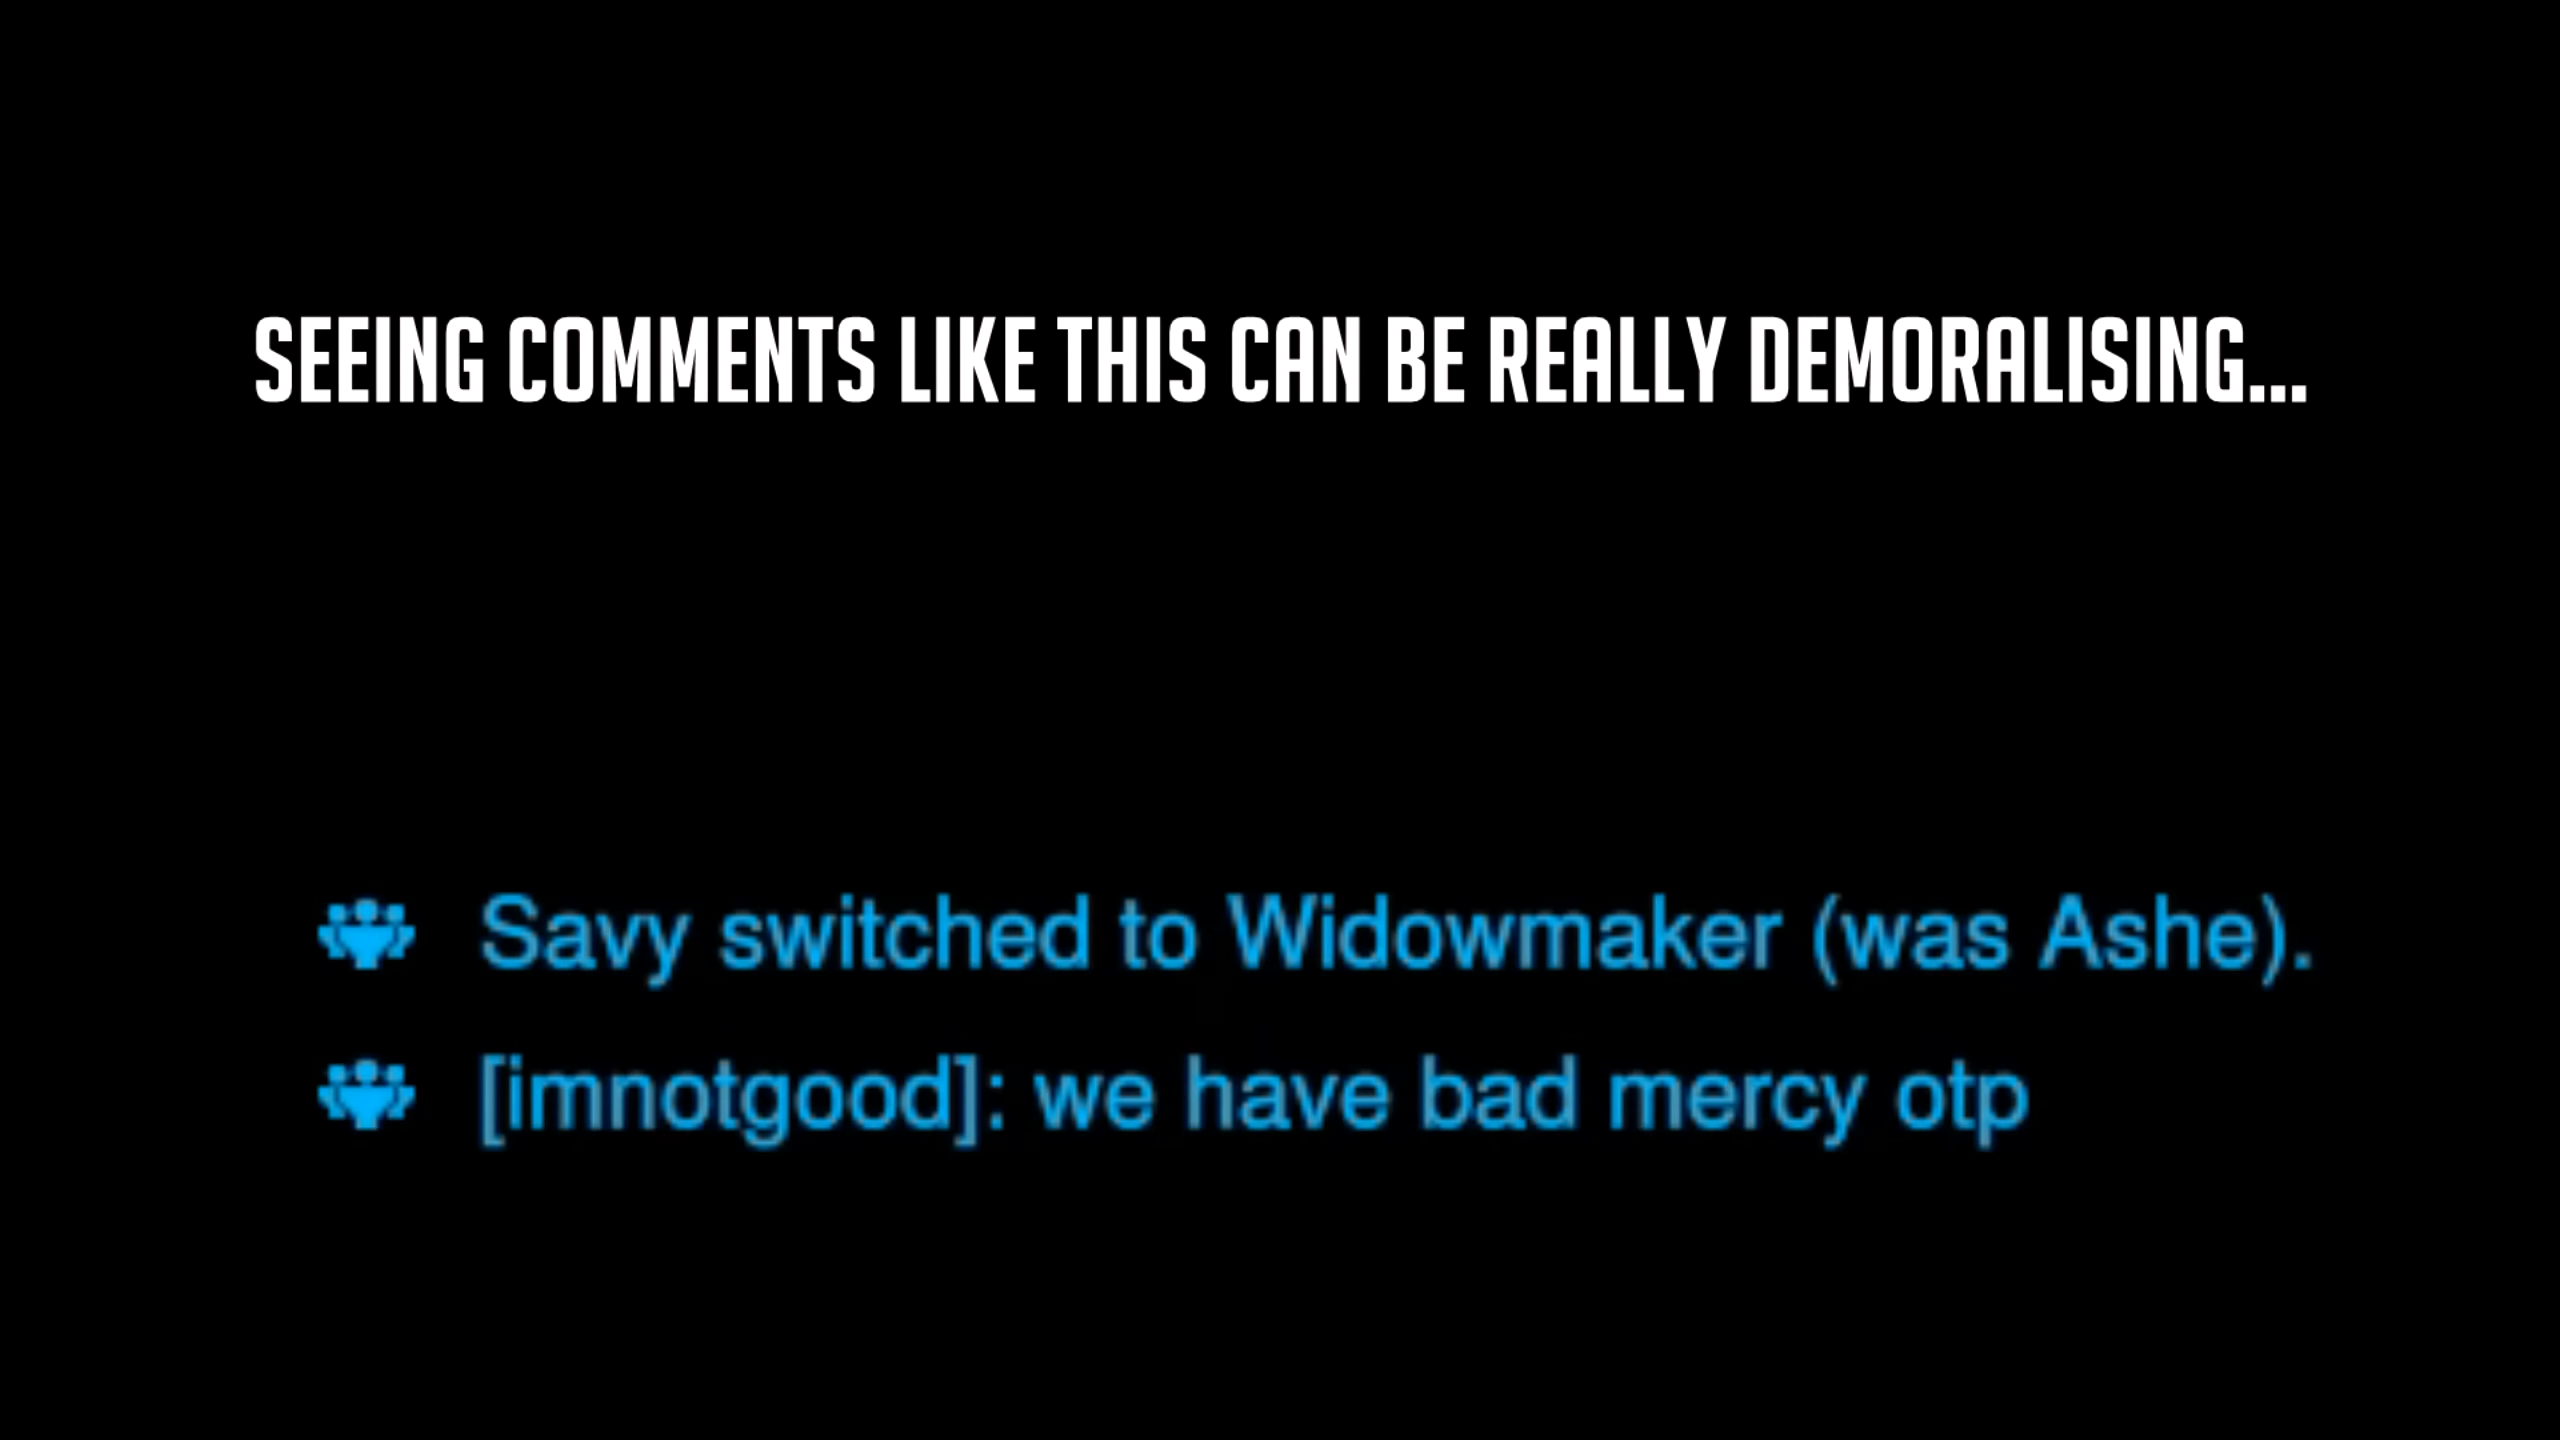 SEEING COMMENTS LIKE THIS CAN BE REALLY DEMORALISING...
Savy switched to Widowmaker (was Ashe).
[imnotgood]: we have bad mercy otp